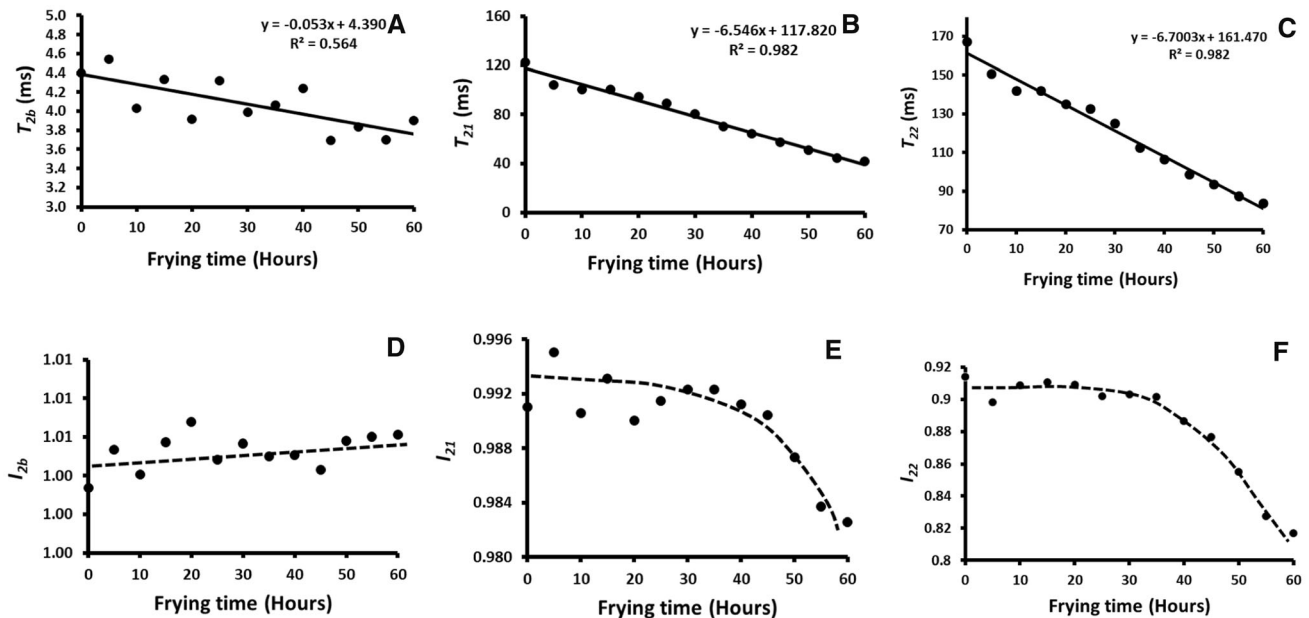 A
y = -0.053x + 4.390
R² = 0.564
5.0
4.8
4.6
4.4
4.2
4.0
3.8
3.6
3.4
3.2
3.0
T2b (ms)
0 10 20 30 40 50 60
Frying time (Hours)
B
y = -6.546x + 117.820
R² = 0.982
160
120
80
40
0
T21 (ms)
0 10 20 30 40 50 60
Frying time (Hours)
C
y = -6.7003x + 161.470
R² = 0.982
170
150
130
110
90
70
T22 (ms)
0 10 20 30 40 50 60
Frying time (Hours)
D
1.01
1.01
1.01
1.00
1.00
1.00
I2b
0 10 20 30 40 50 60
Frying time (Hours)
E
0.996
0.992
0.988
0.984
0.980
I21
0 10 20 30 40 50 60
Frying time (Hours)
F
0.92
0.9
0.88
0.86
0.84
0.82
0.8
I22
0 10 20 30 40 50 60
Frying time (Hours)